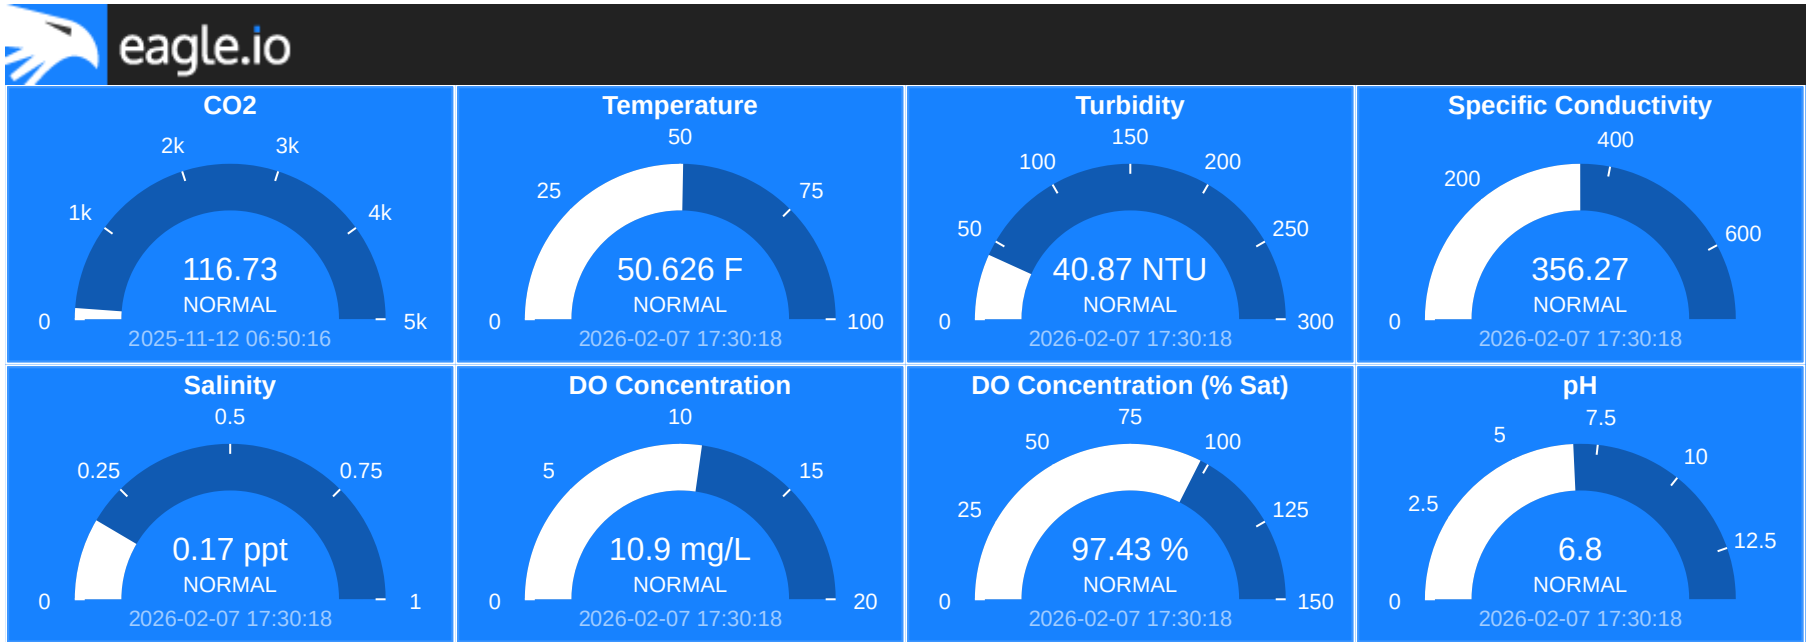 eagle.io
CO2
0
1k
2k
3k
4k
5k
116.73
NORMAL
2025-11-12 06:50:16
Temperature
0
25
50
75
100
50.626 F
NORMAL
2026-02-07 17:30:18
Turbidity
0
50
100
150
200
250
300
40.87 NTU
NORMAL
2026-02-07 17:30:18
Specific Conductivity
0
200
400
600
356.27
NORMAL
2026-02-07 17:30:18
Salinity
0
0.25
0.5
0.75
1
0.17 ppt
NORMAL
2026-02-07 17:30:18
DO Concentration
0
5
10
15
20
10.9 mg/L
NORMAL
2026-02-07 17:30:18
DO Concentration (% Sat)
0
25
50
75
100
125
150
97.43 %
NORMAL
2026-02-07 17:30:18
pH
0
2.5
5
7.5
10
12.5
6.8
NORMAL
2026-02-07 17:30:18